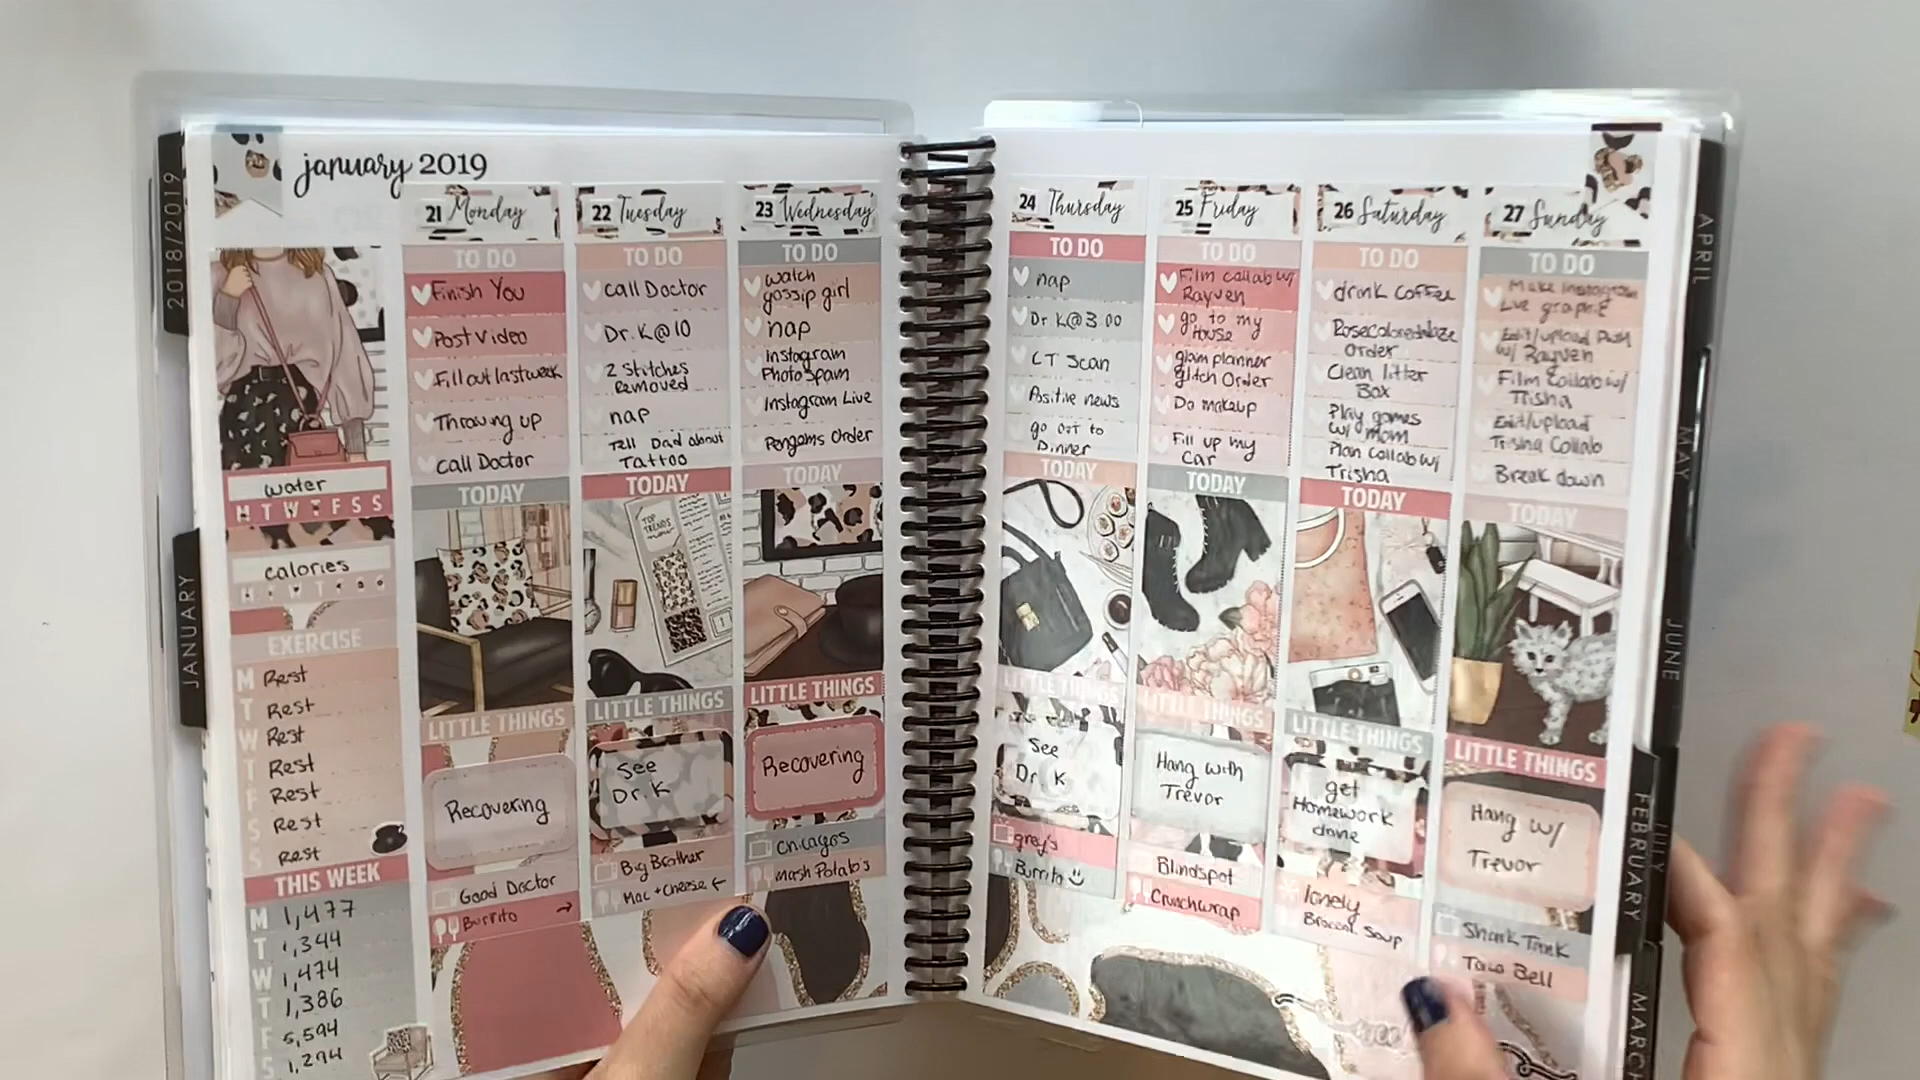 january 2019
2018/2019
JANUARY
water
M T W T F S S
calories
EXERCISE
M Rest
T Rest
W Rest
T Rest
F Rest
S Rest
S Rest
THIS WEEK
M 1,477
T 1,344
W 1,474
T 1,386
F 5,594
S 1,294
21 Monday
TO DO
Finish You
Post Video
Fill out last week
Throwing up
call Doctor
TODAY
LITTLE THINGS
Recovering
Good Doctor
Burrito →
22 Tuesday
TO DO
call Doctor
Dr. K @ 10
2 Stitches
Removed
nap
Tell Dad about
Tattoo
TODAY
TOP TRENDS
LITTLE THINGS
See
Dr. K
Big Brother
Mac + Cheese ←
23 Wednesday
TO DO
watch
gossip girl
nap
Instagram
Photo Spam
Instagram Live
Pengems Order
TODAY
LITTLE THINGS
Recovering
Chicagos
Mash Potato's
24 Thursday
TO DO
nap
Dr. K @ 3:00
CT Scan
Positive news
go out to
Dinner
TODAY
LITTLE THINGS
See
Dr. K
grey's
Burrito
25 Friday
TO DO
Film collab w/
Rayven
go to my
House
glam planner
glitch Order
Do makeup
Fill up my
car
TODAY
LITTLE THINGS
Hang with
Trevor
Blindspot
Crunchwrap
26 Saturday
TO DO
drink coffee
Order
Clean litter
Box
Play games
w/ mom
Plan collab w/
Trisha
TODAY
LITTLE THINGS
get
Homework
done
lonely
Soup
27 Sunday
TO DO
Make Instagram
Live graphic
Edit/upload
w/ Rayven
Film Collab w/
Trisha
Edit/upload
Trisha Collab
Break down
TODAY
LITTLE THINGS
Hang w/
Trevor
Shark Tank
Taco Bell
APRIL
MAY
JUNE
JULY
FEBRUARY
MARCH